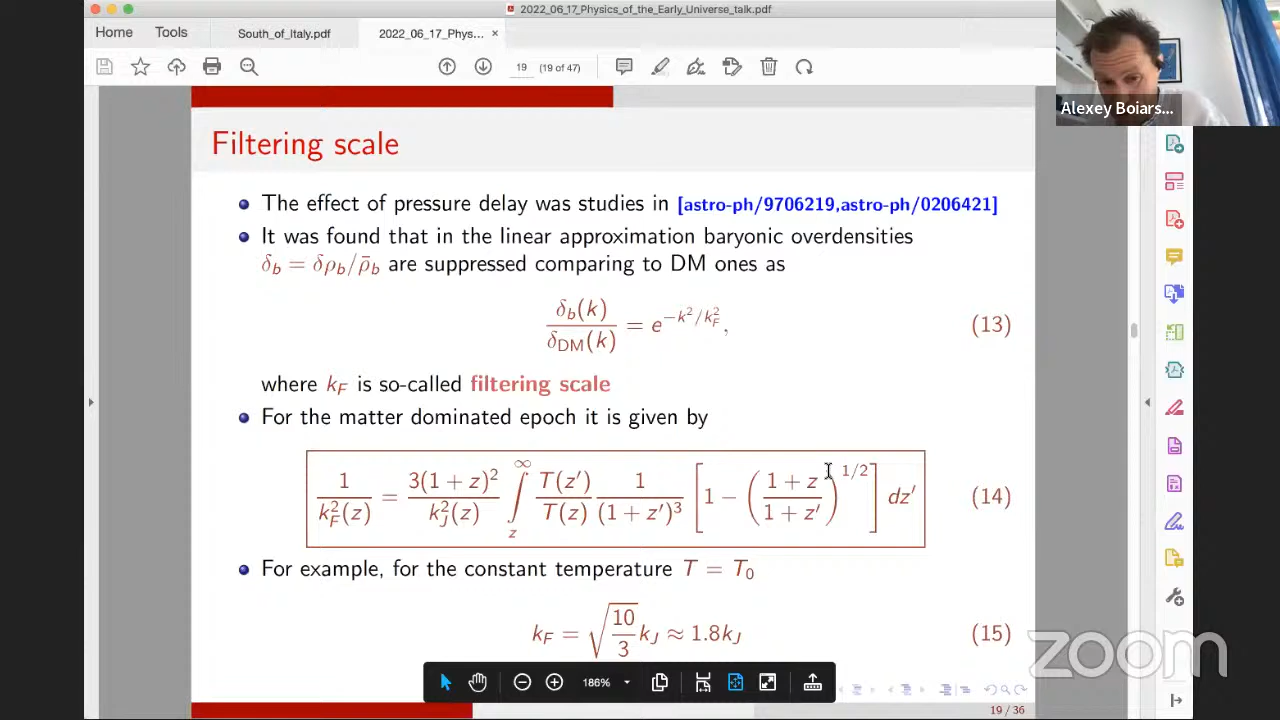 2022_06_17_Physics_of_the_Early_Universe_talk.pdf
Home Tools South_of_Italy.pdf 2022_06_17_Phys... ×
19 (19 of 47)
Alexey Boiars...
Filtering scale
The effect of pressure delay was studies in [astro-ph/9706219,astro-ph/0206421]
It was found that in the linear approximation baryonic overdensities
δ_b = δρ_b/ρ̄_b are suppressed comparing to DM ones as
δ_b(k)/δ_DM(k) = e^{-k²/k_F²}, (13)
where k_F is so-called filtering scale
For the matter dominated epoch it is given by
1/k_F²(z) = 3(1+z)²/k_J²(z) ∫_z^∞ T(z′)/T(z) 1/(1+z′)³ [1 − ((1+z)/(1+z′))^{1/2}] dz′ (14)
For example, for the constant temperature T = T₀
k_F = √(10/3) k_J ≈ 1.8k_J (15)
186%
zoom
19 / 36